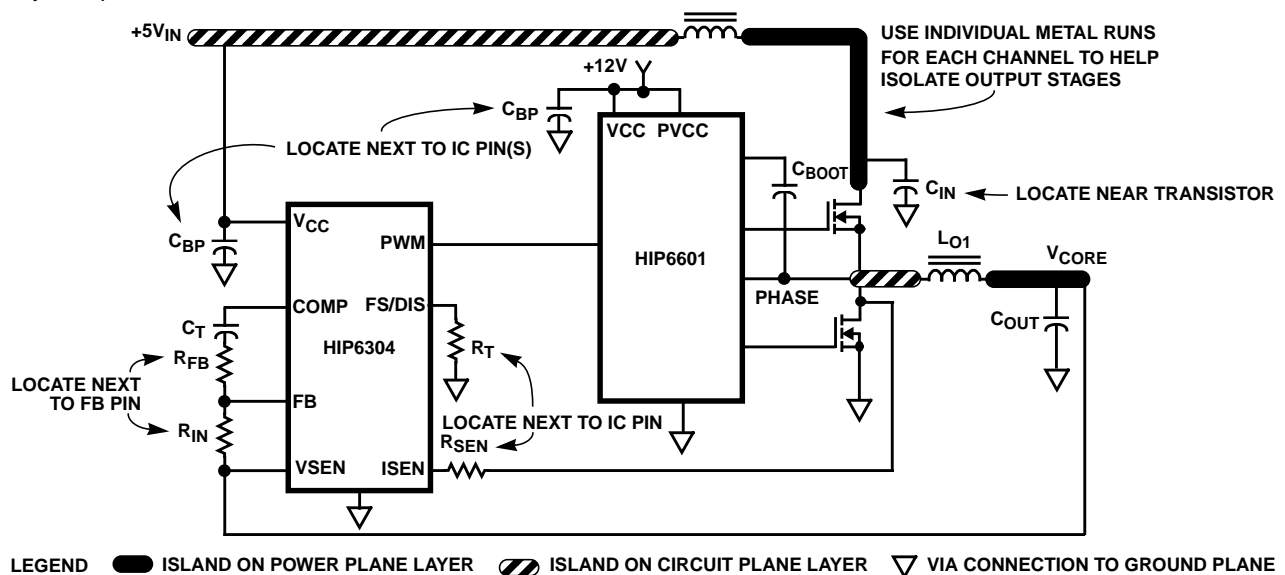 +5VIN
USE INDIVIDUAL METAL RUNS
FOR EACH CHANNEL TO HELP
ISOLATE OUTPUT STAGES
+12V
CBP
VCC PVCC
LOCATE NEXT TO IC PIN(S)
CBOOT
CIN
LOCATE NEAR TRANSISTOR
CBP
VCC
PWM
HIP6601
LO1
VCORE
COMP
FS/DIS
PHASE
COUT
CT
RFB
HIP6304
RT
LOCATE NEXT
TO FB PIN
FB
RIN
LOCATE NEXT TO IC PIN
RSEN
VSEN
ISEN
LEGEND ISLAND ON POWER PLANE LAYER ISLAND ON CIRCUIT PLANE LAYER VIA CONNECTION TO GROUND PLANE